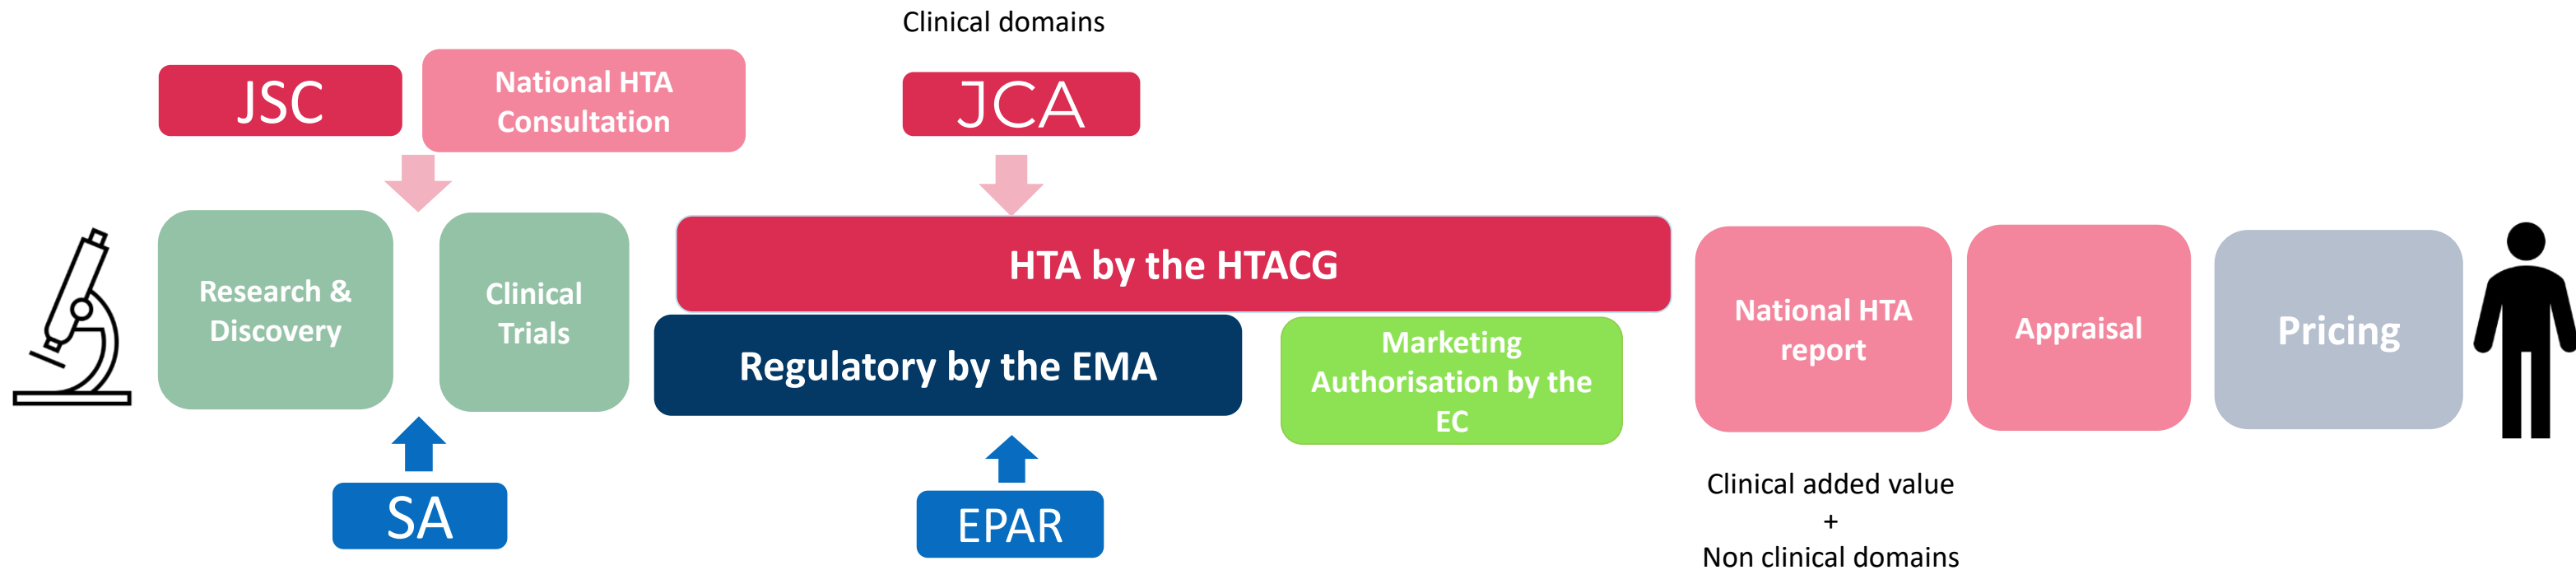 Clinical domains
JSC
National HTA
Consultation
JCA
Research &
Discovery
Clinical
Trials
HTA by the HTACG
Regulatory by the EMA
Marketing
Authorisation by the
EC
National HTA
report
Appraisal
Pricing
SA
EPAR
Clinical added value
+
Non clinical domains